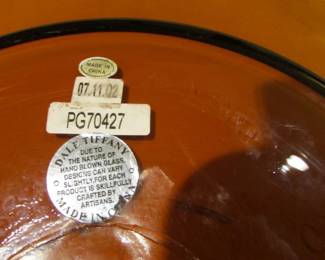 MADE IN
CHINA
07.11.02
PG70427
DALE TIFFANY
DUE TO
THE NATURE OF
HAND BLOWN GLASS,
DESIGNS CAN VARY
SLIGHTLY, FOR EACH
PRODUCT IS SKILLFULLY
CRAFTED BY
ARTISANS.
MADE IN CHINA